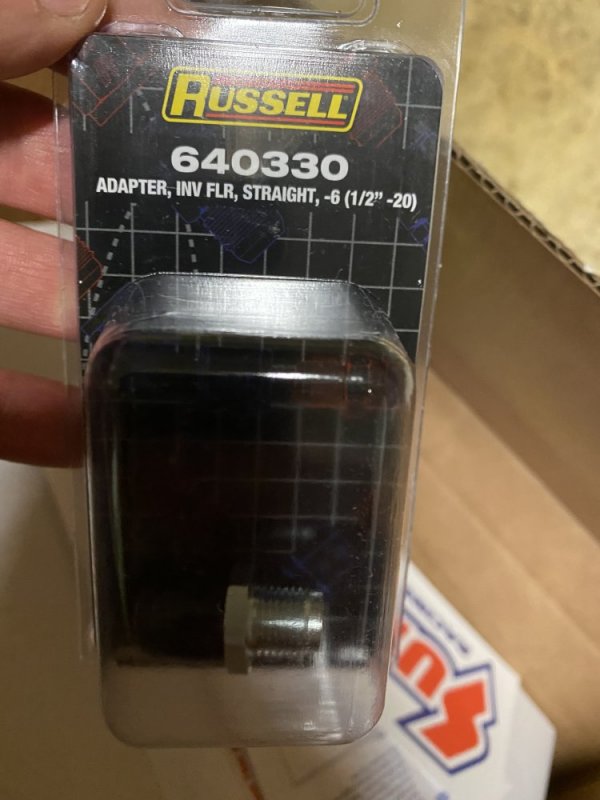 RUSSELL
640330
ADAPTER, INV FLR, STRAIGHT, -6 (1/2” -20)